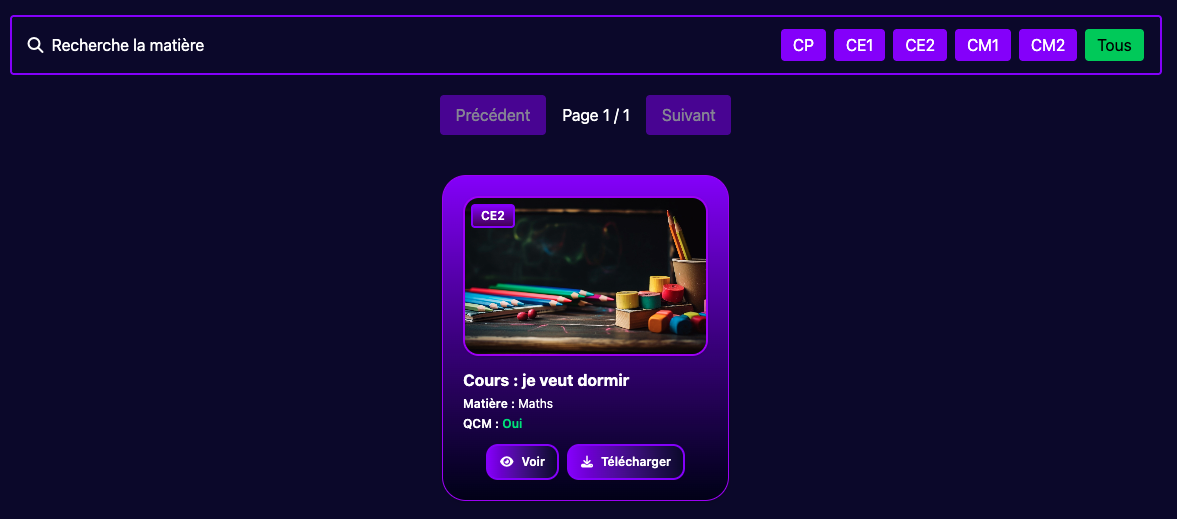 Recherche la matière CP CE1 CE2 CM1 CM2 Tous
Précédent Page 1 / 1 Suivant
CE2
Cours : je veut dormir
Matière : Maths
QCM : Oui
Voir Télécharger